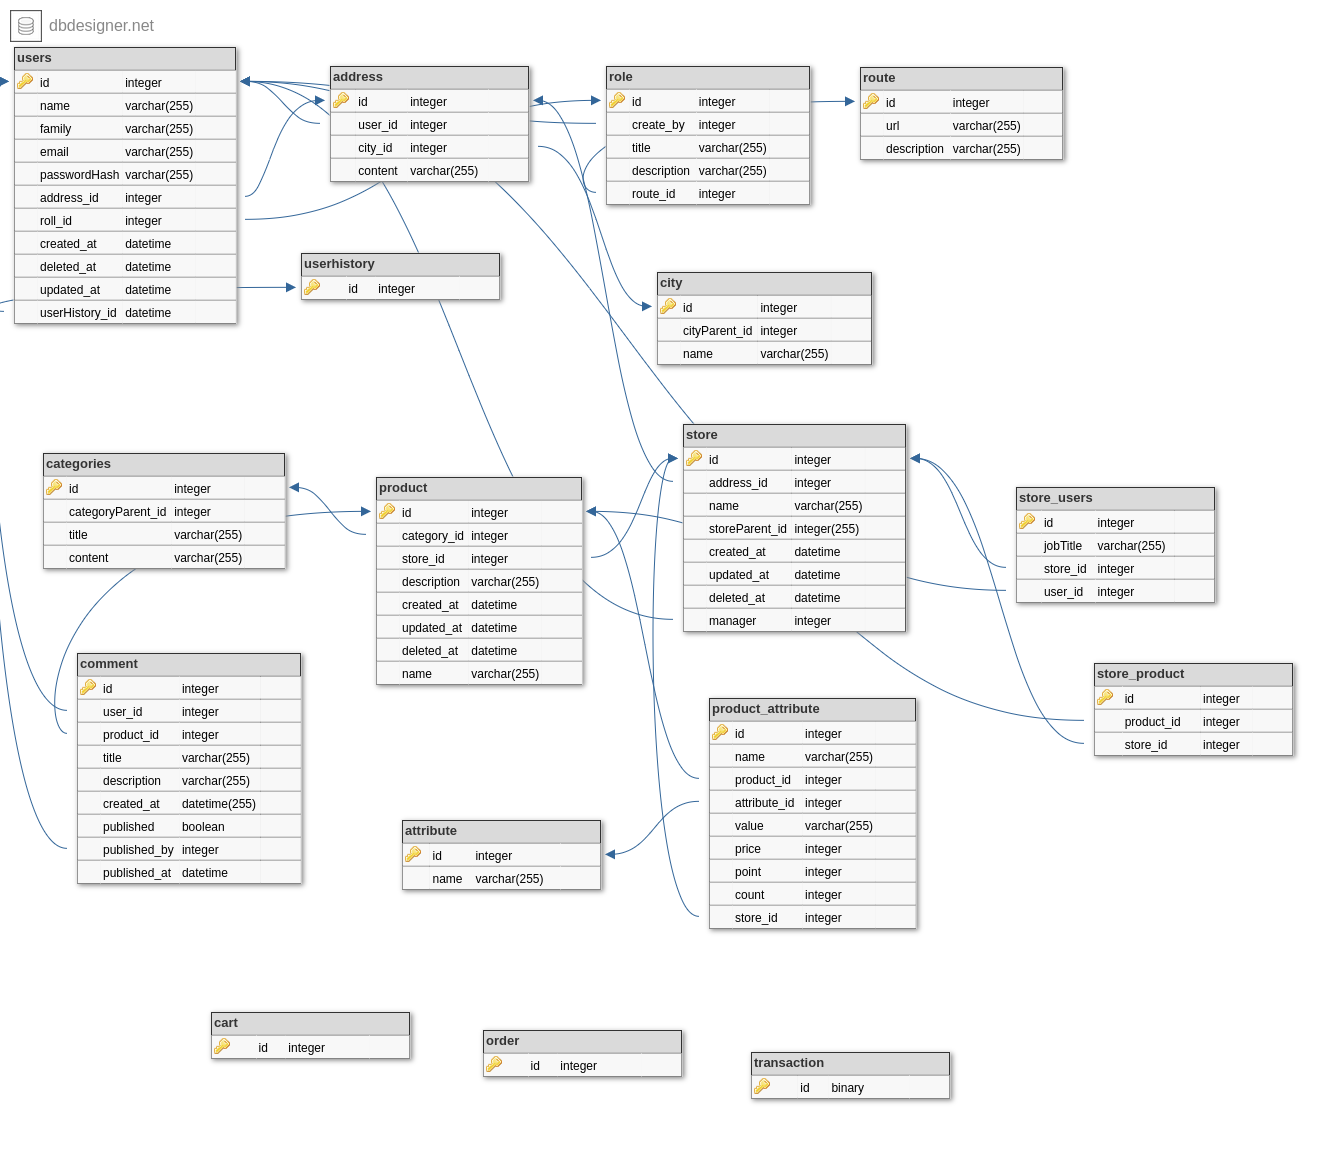 dbdesigner.net
users
id integer
name varchar(255)
family varchar(255)
email varchar(255)
passwordHash varchar(255)
address_id integer
roll_id integer
created_at datetime
deleted_at datetime
updated_at datetime
userHistory_id datetime
address
id integer
user_id integer
city_id integer
content varchar(255)
role
id integer
create_by integer
title varchar(255)
description varchar(255)
route_id integer
route
id integer
url varchar(255)
description varchar(255)
userhistory
id integer
city
id integer
cityParent_id integer
name varchar(255)
categories
id integer
categoryParent_id integer
title varchar(255)
content varchar(255)
product
id integer
category_id integer
store_id integer
description varchar(255)
created_at datetime
updated_at datetime
deleted_at datetime
name varchar(255)
store
id integer
address_id integer
name varchar(255)
storeParent_id integer(255)
created_at datetime
updated_at datetime
deleted_at datetime
manager integer
store_users
id integer
jobTitle varchar(255)
store_id integer
user_id integer
comment
id integer
user_id integer
product_id integer
title varchar(255)
description varchar(255)
created_at datetime(255)
published boolean
published_by integer
published_at datetime
store_product
id integer
product_id integer
store_id integer
product_attribute
id integer
name varchar(255)
product_id integer
attribute_id integer
value varchar(255)
price integer
point integer
count integer
store_id integer
attribute
id integer
name varchar(255)
cart
id integer
order
id integer
transaction
id binary